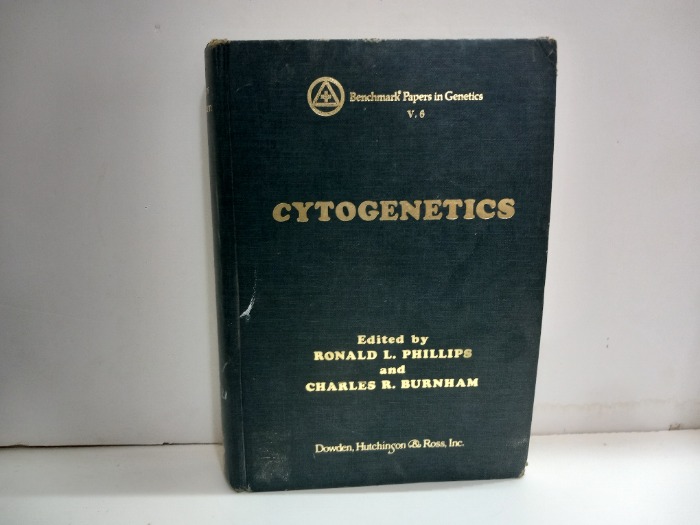 Benchmark® Papers in Genetics
V. 6
CYTOGENETICS
Edited by
RONALD L. PHILLIPS
and
CHARLES R. BURNHAM
Dowden, Hutchinson & Ross, Inc.